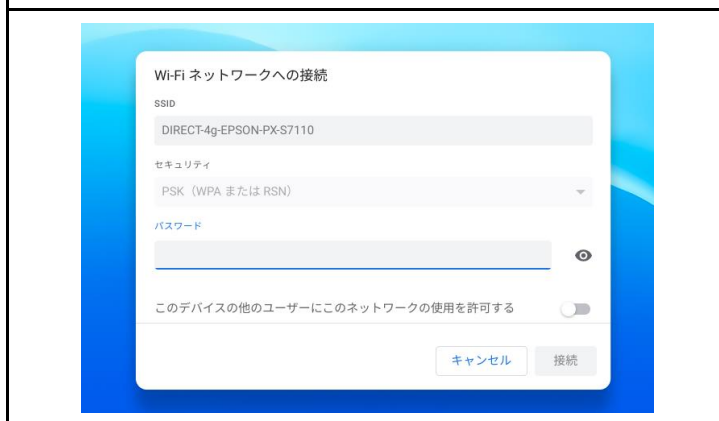 Wi-Fi ネットワークへの接続
SSID
DIRECT-4g-EPSON-PX-S7110
セキュリティ
PSK（WPA または RSN）
パスワード
このデバイスの他のユーザーにこのネットワークの使用を許可する
キャンセル 接続